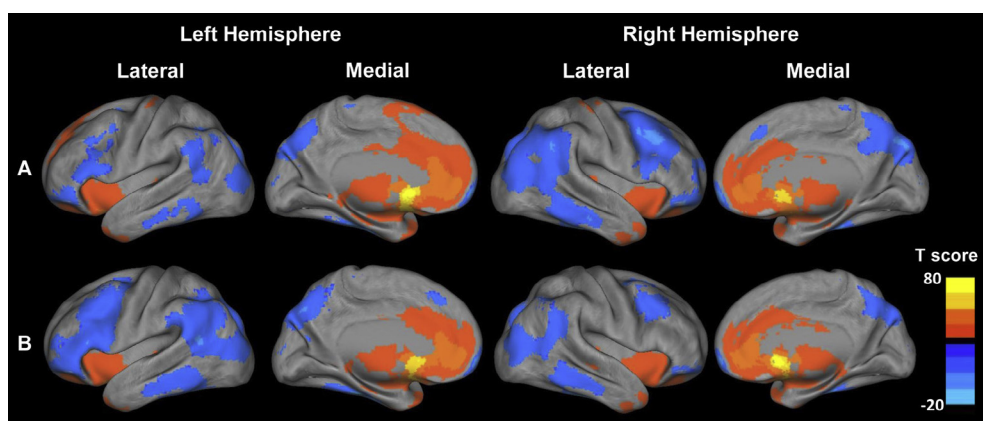 Left Hemisphere Right Hemisphere
Lateral Medial Lateral Medial
A
T score
80
B
-20